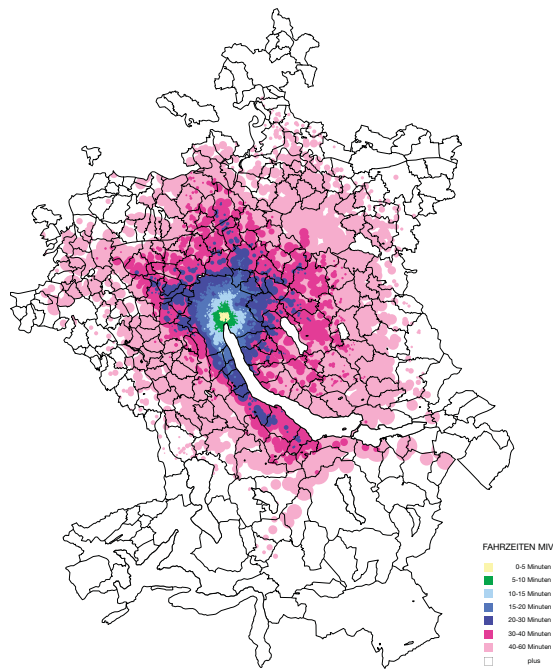 FAHRZEITEN MIV
0-5 Minuten
5-10 Minuten
10-15 Minuten
15-20 Minuten
20-30 Minuten
30-40 Minuten
40-60 Minuten
plus